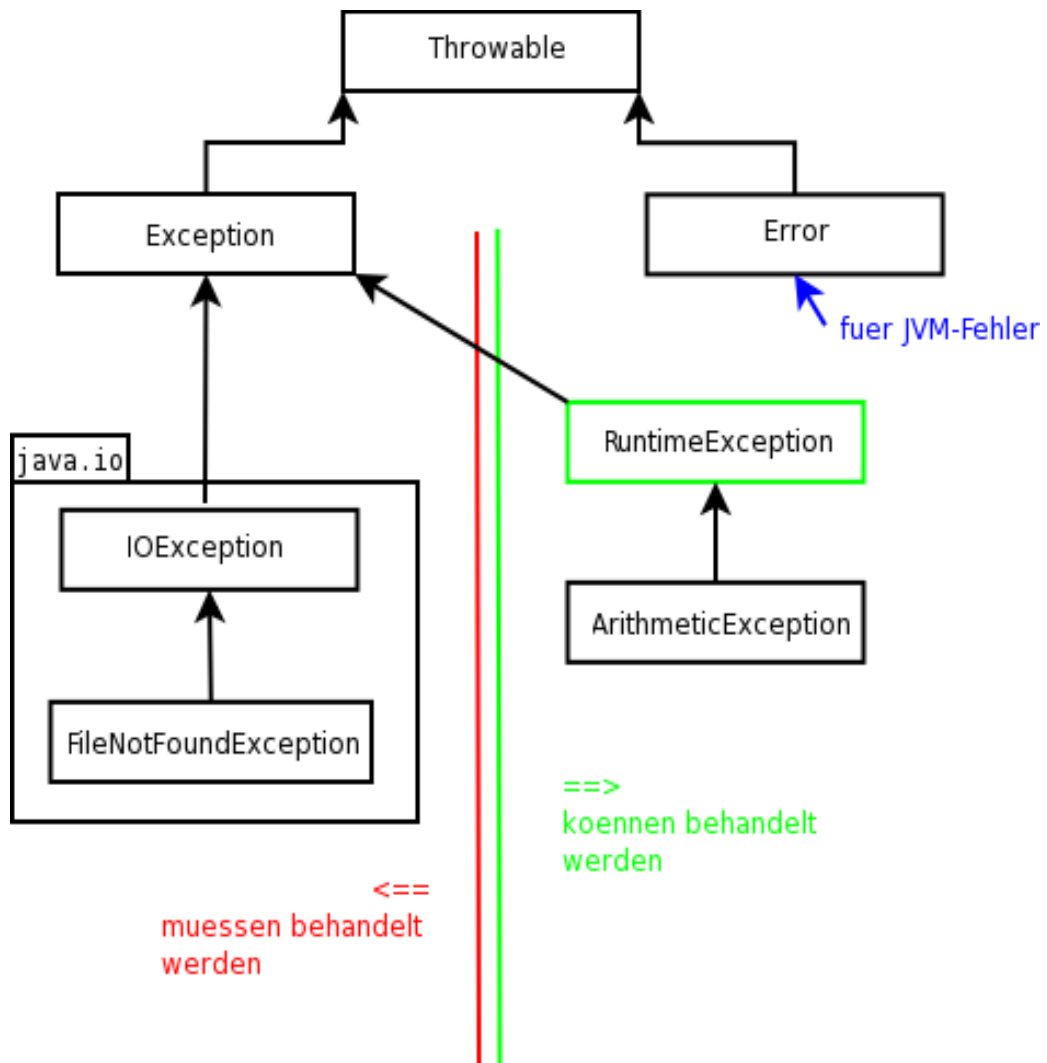 Throwable
Exception
Error
fuer JVM-Fehler
RuntimeException
java.io
IOException
ArithmeticException
FileNotFoundException
==>
koennen behandelt
werden
<==
muessen behandelt
werden